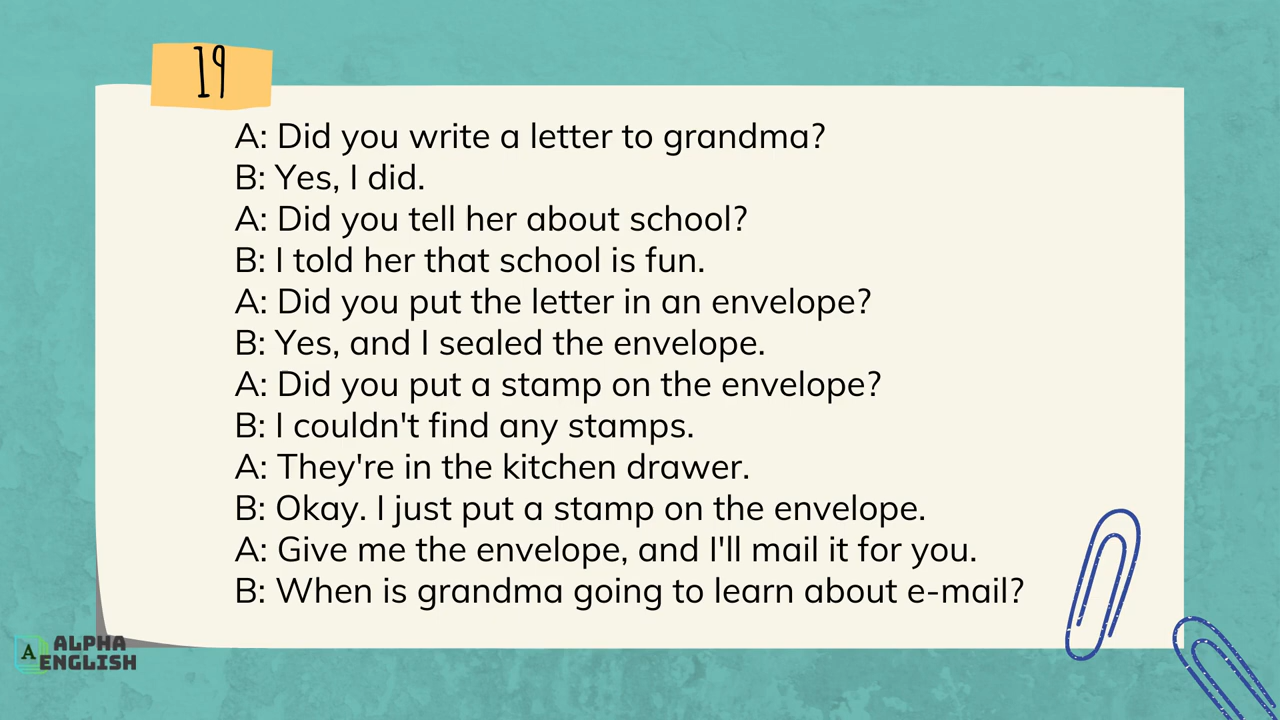 19
A: Did you write a letter to grandma?
B: Yes, I did.
A: Did you tell her about school?
B: I told her that school is fun.
A: Did you put the letter in an envelope?
B: Yes, and I sealed the envelope.
A: Did you put a stamp on the envelope?
B: I couldn't find any stamps.
A: They're in the kitchen drawer.
B: Okay. I just put a stamp on the envelope.
A: Give me the envelope, and I'll mail it for you.
B: When is grandma going to learn about e-mail?
A
ALPHA
ENGLISH